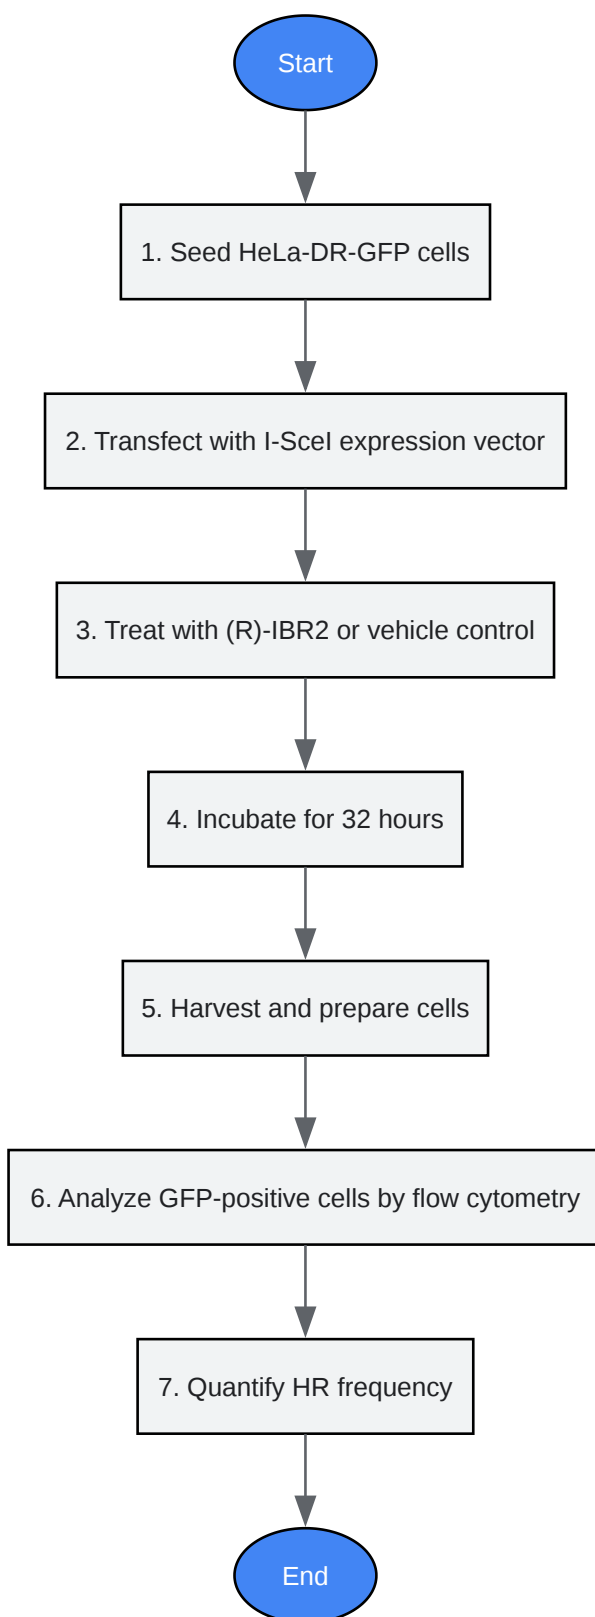 Start
1. Seed HeLa-DR-GFP cells
2. Transfect with I-SceI expression vector
3. Treat with (R)-IBR2 or vehicle control
4. Incubate for 32 hours
5. Harvest and prepare cells
6. Analyze GFP-positive cells by flow cytometry
7. Quantify HR frequency
End